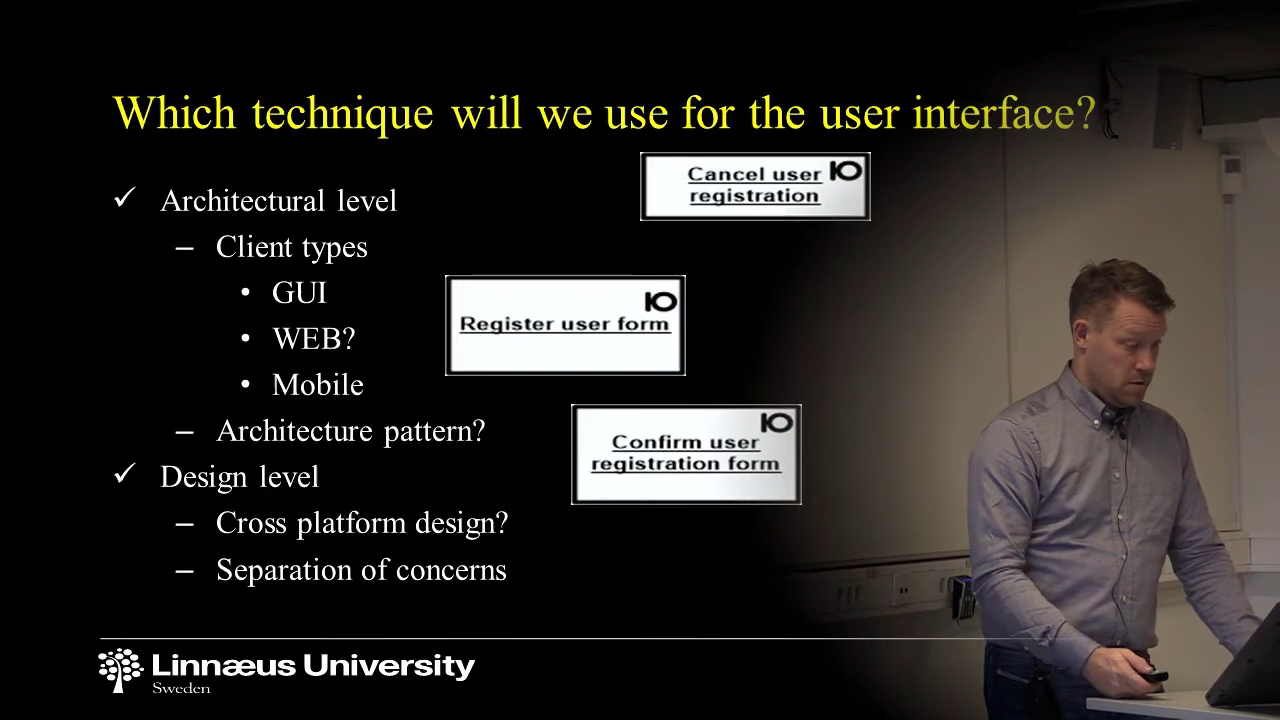 Which technique will we use for the user interface?
Cancel user
registration
✓ Architectural level
– Client types
• GUI
• WEB?
• Mobile
Register user form
– Architecture pattern?
Confirm user
registration form
✓ Design level
– Cross platform design?
– Separation of concerns
Linnæus University
Sweden